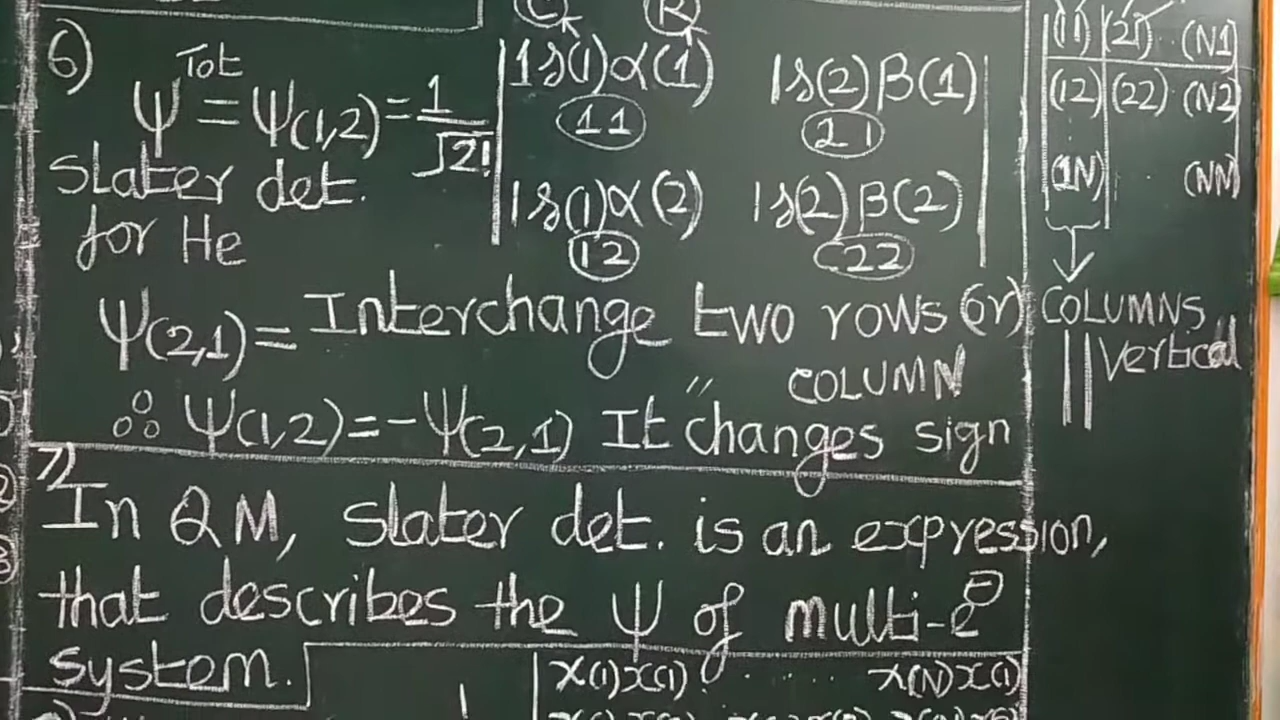 C R
6)
Tot
Ψ = Ψ(1,2) = 1/√2! | 1s(1)α(1) 1s(2)β(1) |
11 21
Slater det. | 1s(1)α(2) 1s(2)β(2) |
for He 12 22
Ψ(2,1) = Interchange two rows (or)
" COLUMN
∴ Ψ(1,2) = -Ψ(2,1) It changes sign
7)
In QM, Slater det. is an expression,
that describes the Ψ of multi-e⊖
system.
x(1)x(1) · · · · · x(N)x(1)
(11) (21) · · (N1)
(12) (22) (N2)
(1N) · · (NN)
COLUMNS
|| Vertical